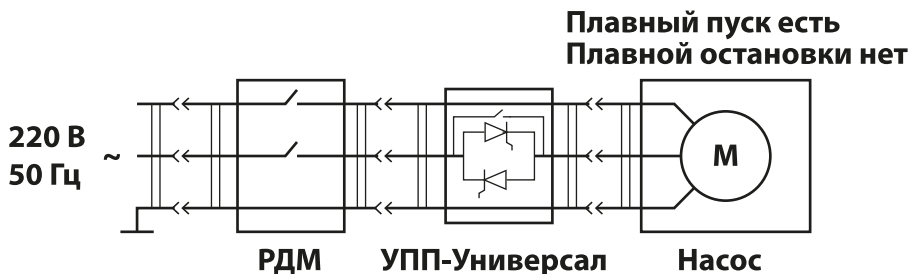 Плавный пуск есть
Плавной остановки нет
220 В
50 Гц
~
М
РДМ
УПП-Универсал
Насос